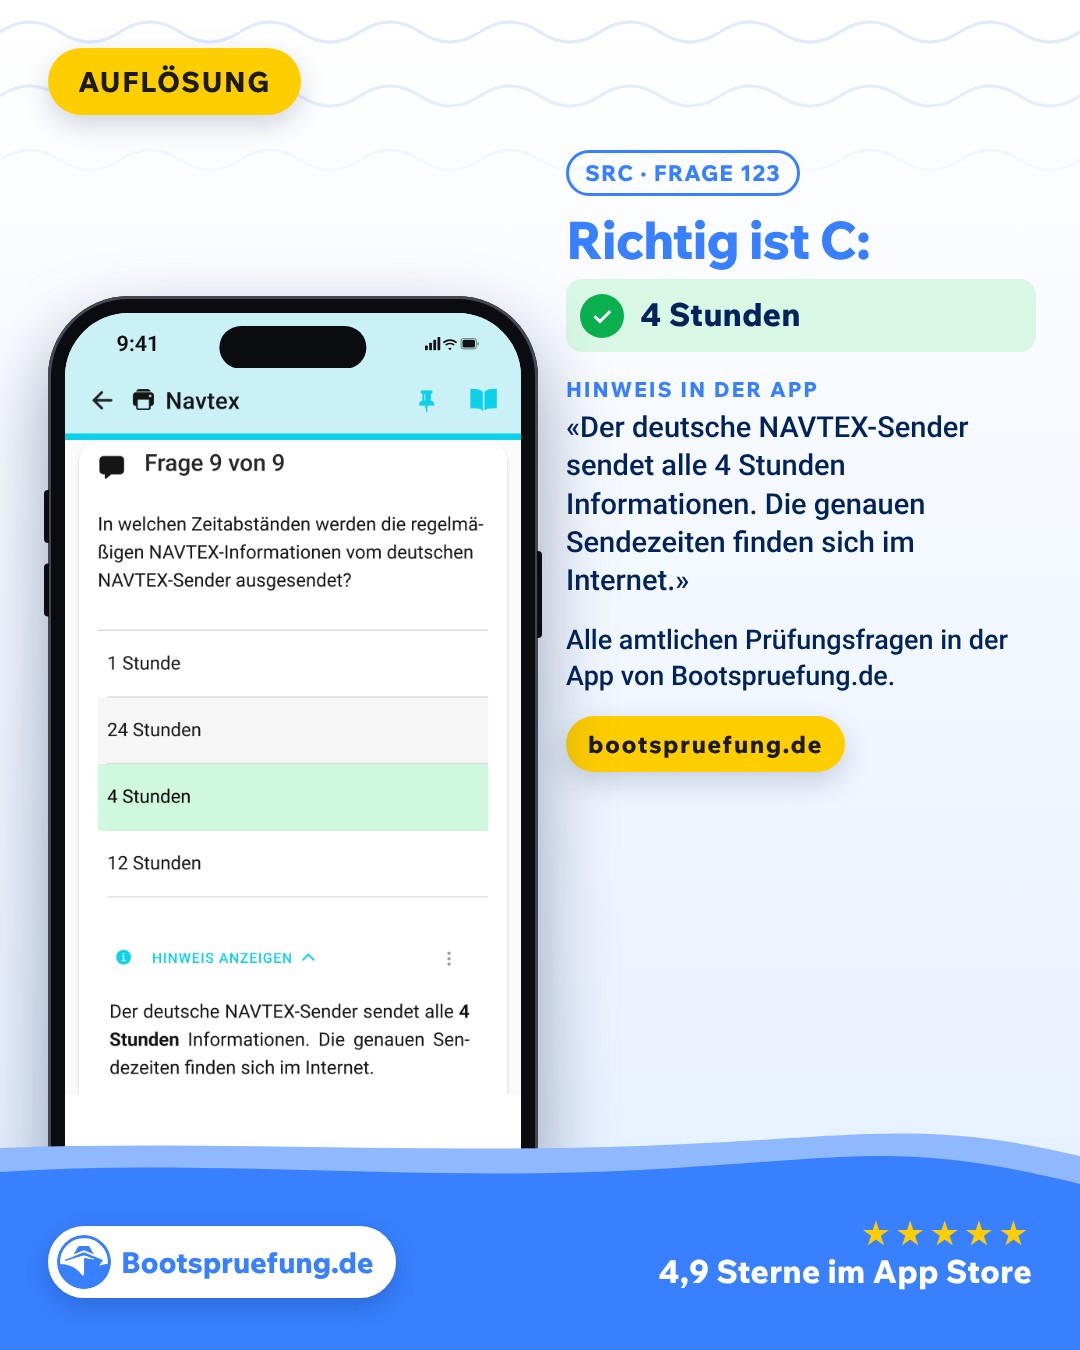 AUFLÖSUNG
SRC · FRAGE 123
Richtig ist C:
4 Stunden
HINWEIS IN DER APP
«Der deutsche NAVTEX-Sender
sendet alle 4 Stunden
Informationen. Die genauen
Sendezeiten finden sich im
Internet.»
Alle amtlichen Prüfungsfragen in der
App von Bootspruefung.de.
bootspruefung.de
9:41
Navtex
Frage 9 von 9
In welchen Zeitabständen werden die regelmä-
ßigen NAVTEX-Informationen vom deutschen
NAVTEX-Sender ausgesendet?
1 Stunde
24 Stunden
4 Stunden
12 Stunden
HINWEIS ANZEIGEN
Der deutsche NAVTEX-Sender sendet alle 4
Stunden Informationen. Die genauen Sen-
dezeiten finden sich im Internet.
Bootspruefung.de
4,9 Sterne im App Store